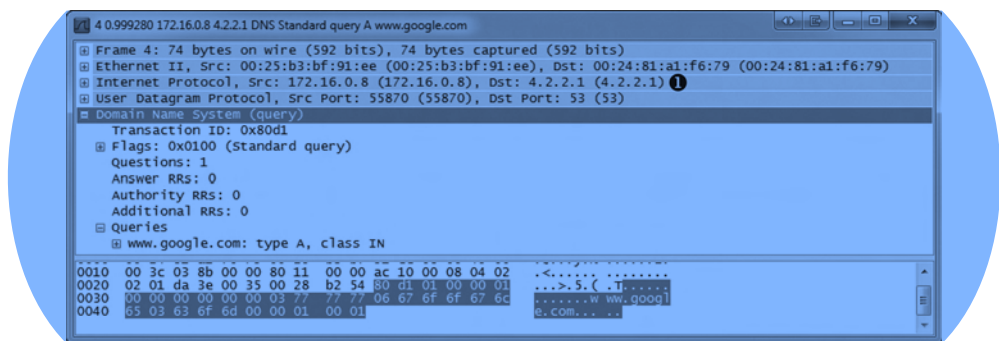 4 0.999280 172.16.0.8 4.2.2.1 DNS Standard query A www.google.com
Frame 4: 74 bytes on wire (592 bits), 74 bytes captured (592 bits)
Ethernet II, Src: 00:25:b3:bf:91:ee (00:25:b3:bf:91:ee), Dst: 00:24:81:a1:f6:79 (00:24:81:a1:f6:79)
Internet Protocol, Src: 172.16.0.8 (172.16.0.8), Dst: 4.2.2.1 (4.2.2.1) ❶
User Datagram Protocol, Src Port: 55870 (55870), Dst Port: 53 (53)
Domain Name System (query)
Transaction ID: 0x80d1
Flags: 0x0100 (Standard query)
Questions: 1
Answer RRs: 0
Authority RRs: 0
Additional RRs: 0
Queries
www.google.com: type A, class IN
0010 00 3c 03 8b 00 00 80 11 00 00 ac 10 00 08 04 02 .<...... ........
0020 02 01 da 3e 00 35 00 28 b2 54 80 d1 01 00 00 01 ...>.5.( .T......
0030 00 00 00 00 00 00 03 77 77 77 06 67 6f 6f 67 6c .......w ww.googl
0040 65 03 63 6f 6d 00 00 01 00 01 e.com... ..